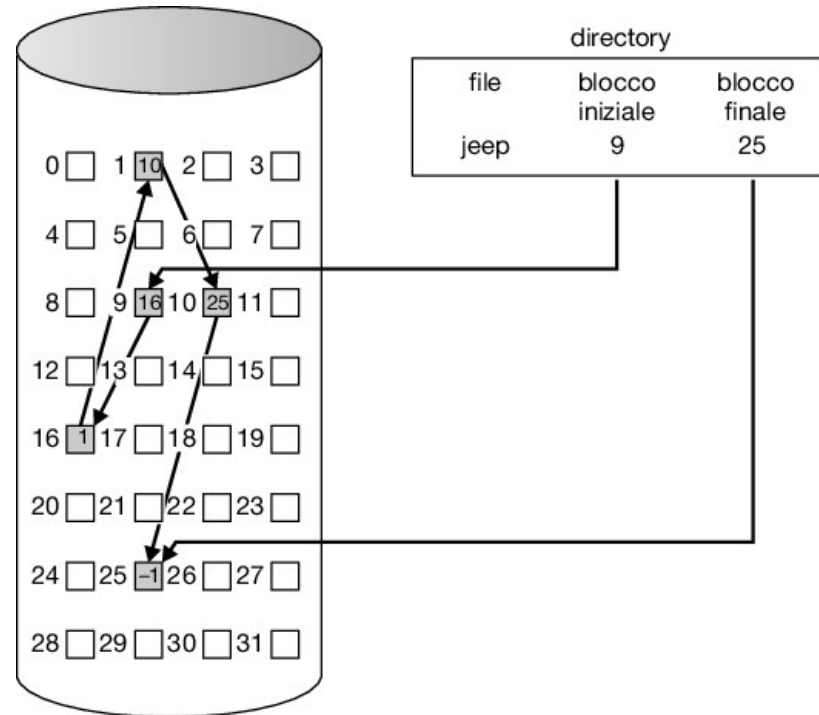 directory
file blocco blocco
iniziale finale
jeep 9 25
0 1 10 2 3
4 5 6 7
8 9 16 10 25 11
12 13 14 15
16 1 17 18 19
20 21 22 23
24 25 –1 26 27
28 29 30 31